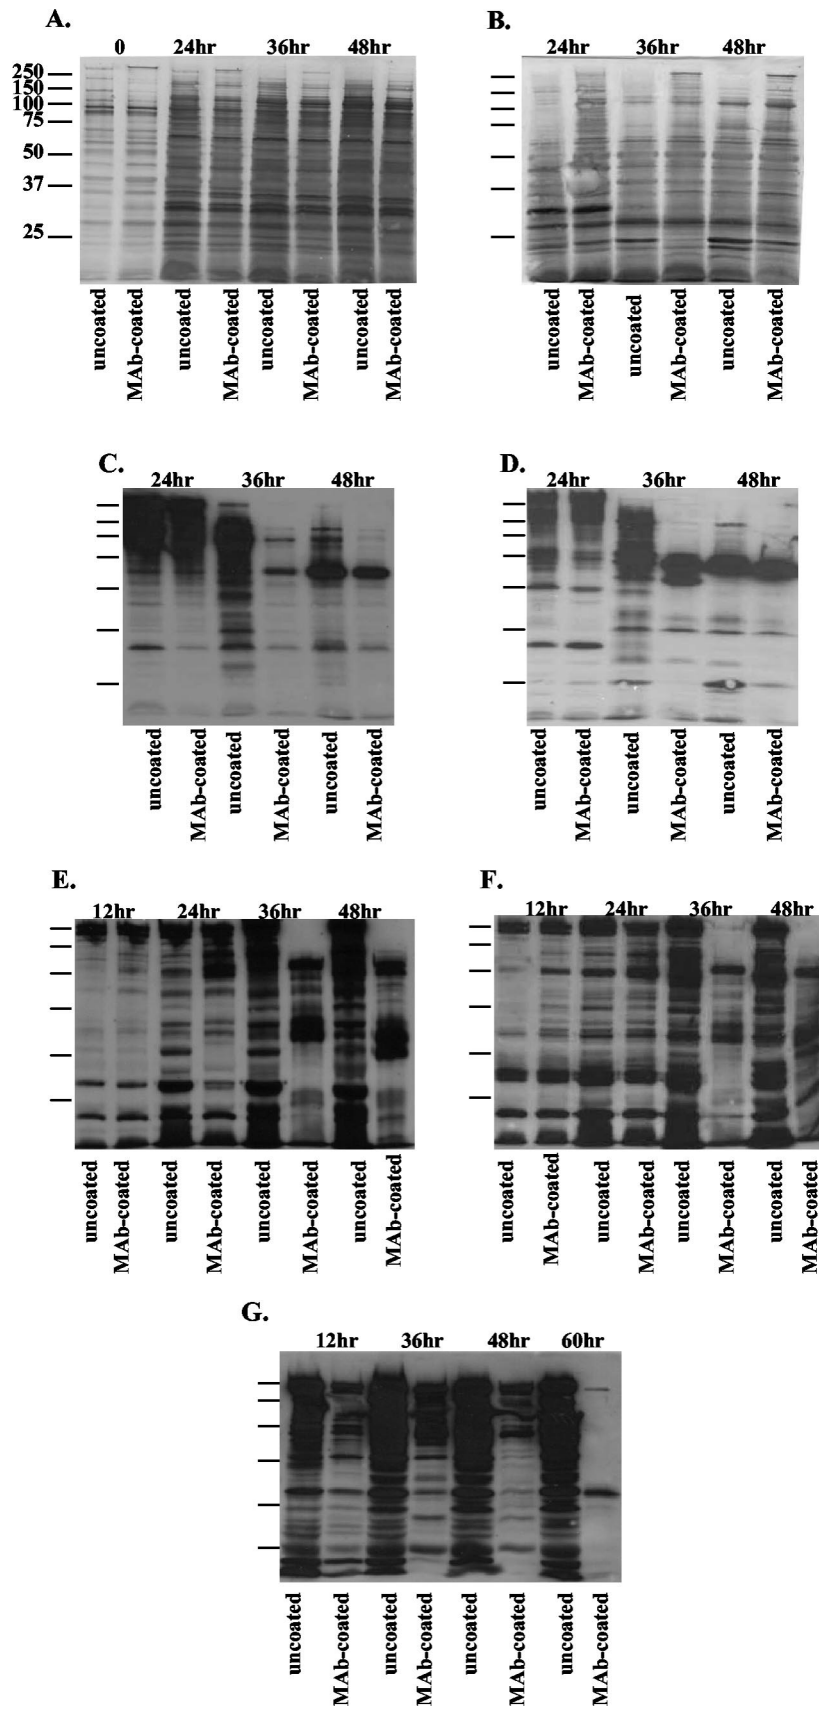 A.
0 24hr 36hr 48hr
250
150
100
75
50
37
25
uncoated MAb-coated uncoated MAb-coated uncoated MAb-coated uncoated MAb-coated
B.
24hr 36hr 48hr
uncoated MAb-coated uncoated MAb-coated uncoated MAb-coated
C.
24hr 36hr 48hr
uncoated MAb-coated uncoated MAb-coated uncoated MAb-coated
D.
24hr 36hr 48hr
uncoated MAb-coated uncoated MAb-coated uncoated MAb-coated
E.
12hr 24hr 36hr 48hr
uncoated MAb-coated uncoated MAb-coated uncoated MAb-coated uncoated MAb-coated
F.
12hr 24hr 36hr 48hr
uncoated MAb-coated uncoated MAb-coated uncoated MAb-coated uncoated MAb-coated
G.
12hr 36hr 48hr 60hr
uncoated MAb-coated uncoated MAb-coated uncoated MAb-coated uncoated MAb-coated